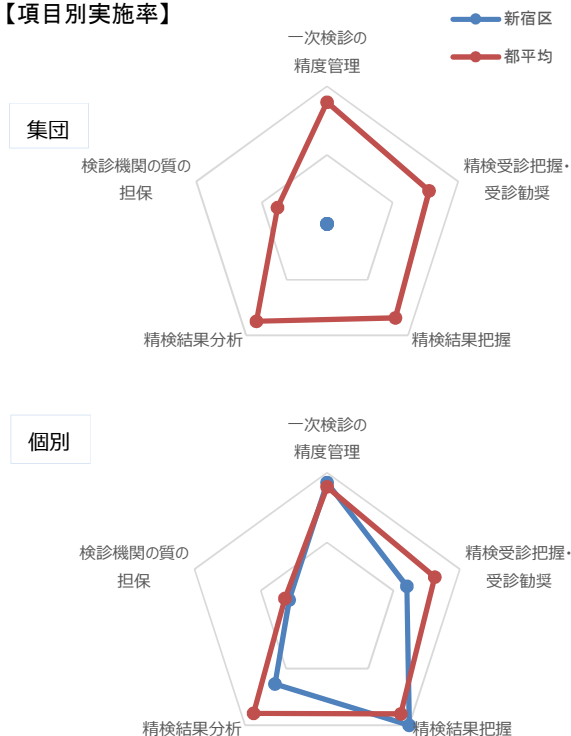 【項目別実施率】
新宿区
都平均
集団
一次検診の
精度管理
精検受診把握・
受診勧奨
精検結果把握
精検結果分析
検診機関の質の
担保
個別
一次検診の
精度管理
精検受診把握・
受診勧奨
精検結果把握
精検結果分析
検診機関の質の
担保